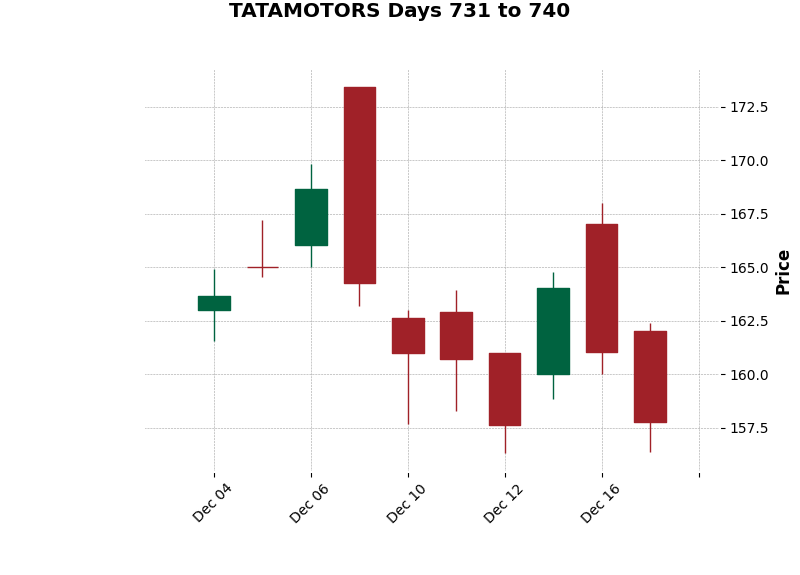 TATAMOTORS Days 731 to 740
172.5
170.0
167.5
165.0
162.5
160.0
157.5
Price
Dec 04
Dec 06
Dec 10
Dec 12
Dec 16